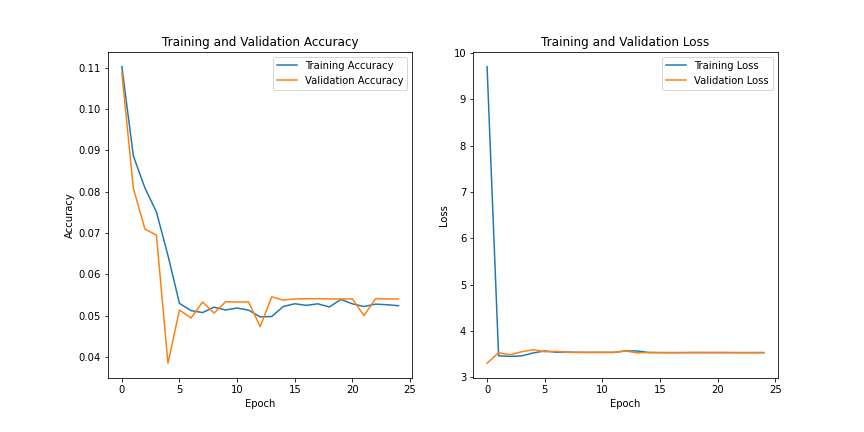 Training and Validation Accuracy
Training Accuracy
Validation Accuracy
0.11
0.10
0.09
0.08
0.07
0.06
0.05
0.04
Accuracy
0 5 10 15 20 25
Epoch
Training and Validation Loss
Training Loss
Validation Loss
10
9
8
7
6
5
4
3
Loss
0 5 10 15 20 25
Epoch